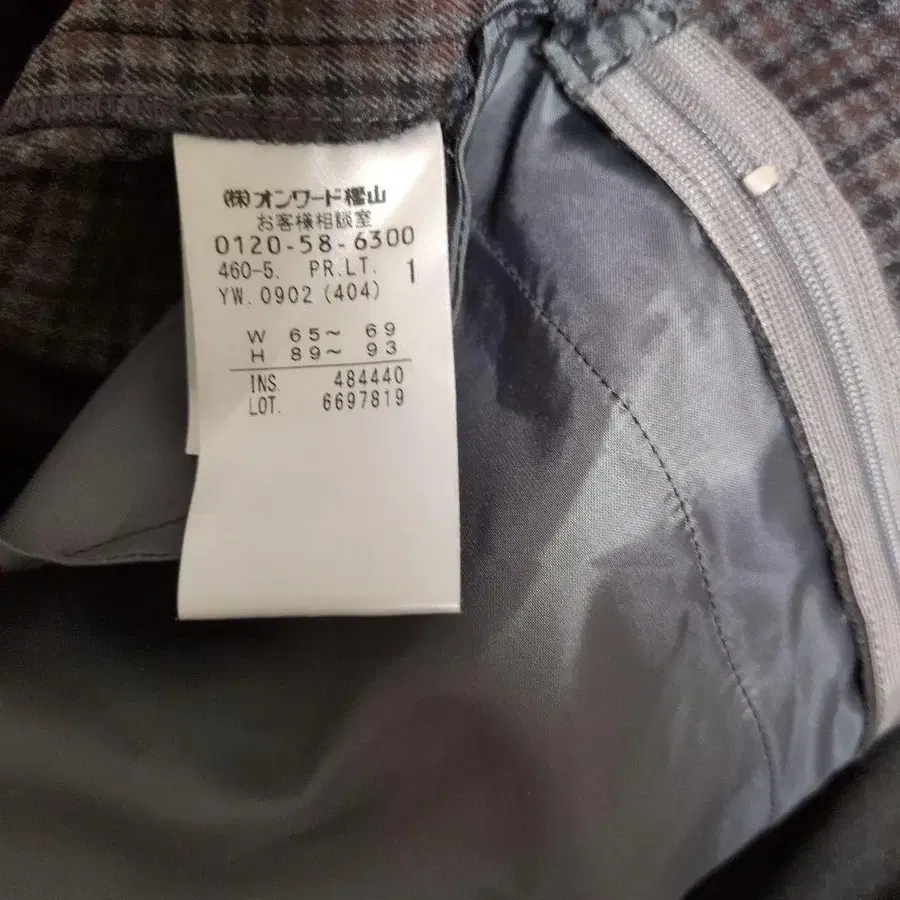 ㈱オンワード樫山
お客様相談室
0120-58-6300
460-5. PR.LT. 1
YW.0902(404)
W 65～ 69
H 89～ 93
INS. 484440
LOT. 6697819